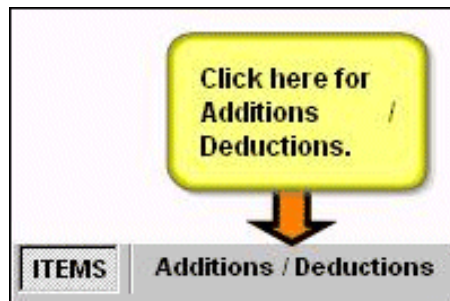 Click here for
Additions /
Deductions.
ITEMS Additions / Deductions